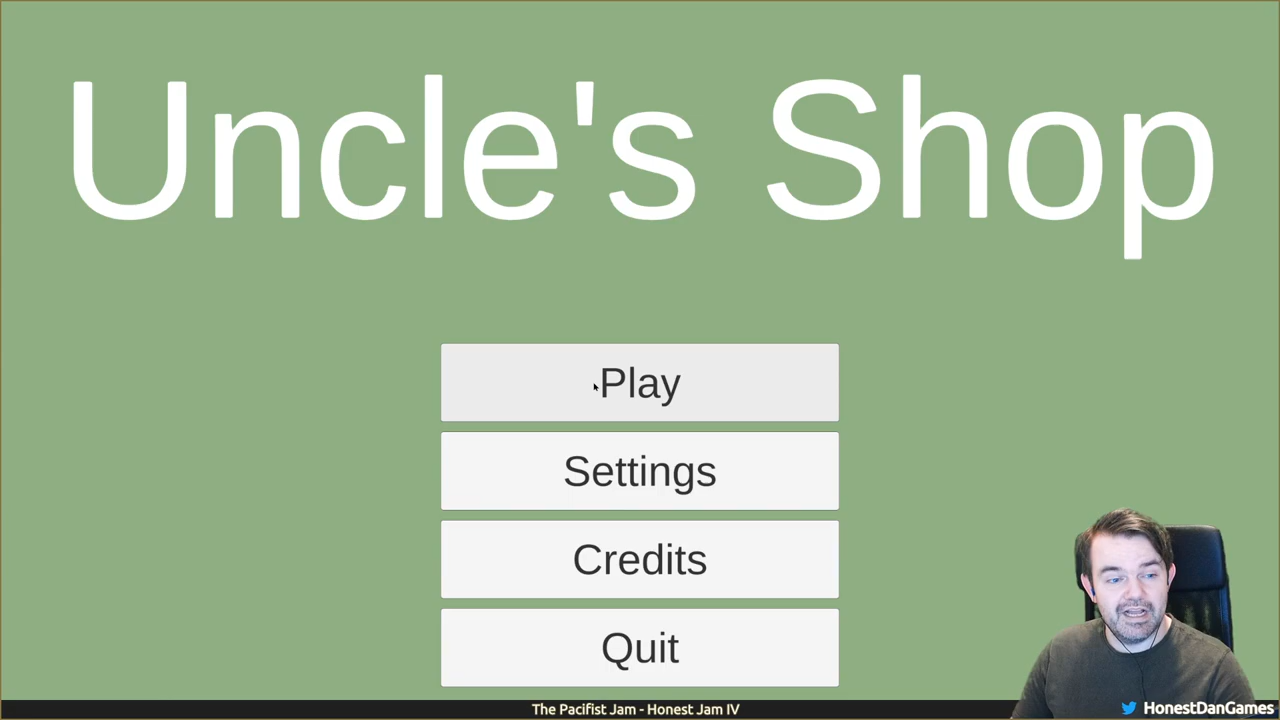 Uncle's Shop
Play
Settings
Credits
Quit
The Pacifist Jam - Honest Jam IV
HonestDanGames